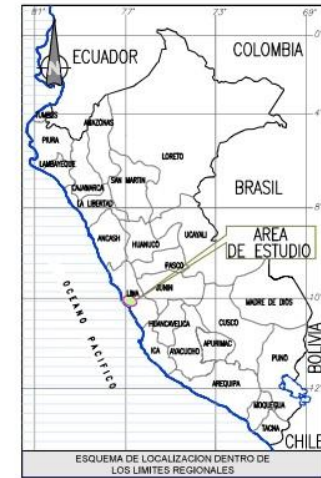 81° 77 73° 69°
0°
ECUADOR
COLOMBIA
TUMBES
AMAZONAS
4°
PIURA
LORETO
LAMBAYEQUE
SAN MARTIN
CAJAMARCA
BRASIL
LA LIBERTAD
8°
ANCASH
HUANUCO
UCAYALI
AREA
DE ESTUDIO
PASCO
LIMA
JUNIN
10°
MADRE DE DIOS
HUANCAVELICA
CUSCO
OCEANO PACIFICO
ICA
AYACUCHO
APURIMAC
PUNO
BOLIVIA
AREQUIPA
12°
MOQUEGUA
TACNA
CHILE
ESQUEMA DE LOCALIZACION DENTRO DE
LOS LIMITES REGIONALES